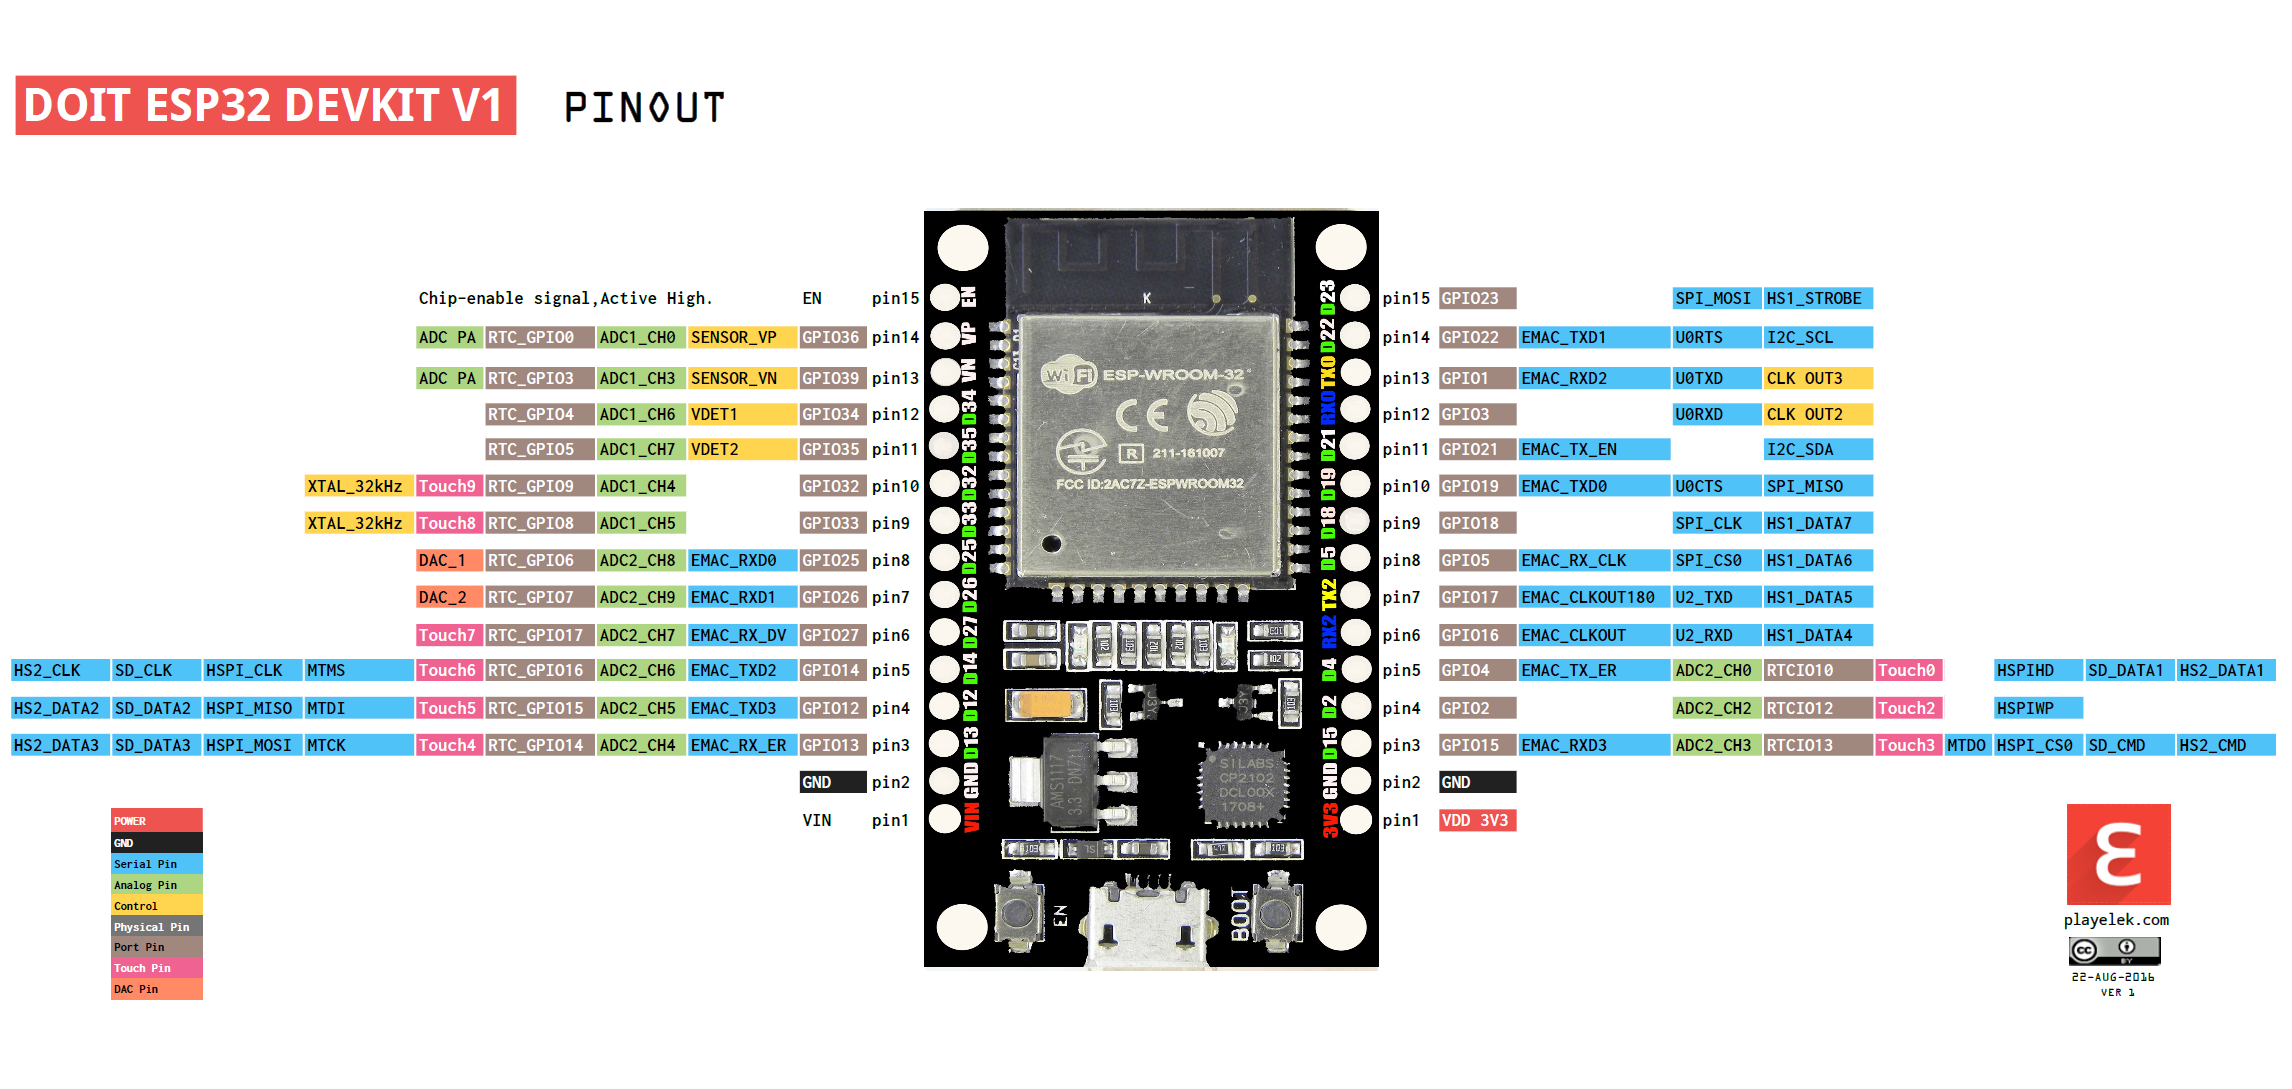 DOIT ESP32 DEVKIT V1 PINOUT
Chip-enable signal,Active High. EN pin15
ADC PA RTC_GPIO0 ADC1_CH0 SENSOR_VP GPIO36 pin14
ADC PA RTC_GPIO3 ADC1_CH3 SENSOR_VN GPIO39 pin13
RTC_GPIO4 ADC1_CH6 VDET1 GPIO34 pin12
RTC_GPIO5 ADC1_CH7 VDET2 GPIO35 pin11
XTAL_32kHz Touch9 RTC_GPIO9 ADC1_CH4 GPIO32 pin10
XTAL_32kHz Touch8 RTC_GPIO8 ADC1_CH5 GPIO33 pin9
DAC_1 RTC_GPIO6 ADC2_CH8 EMAC_RXD0 GPIO25 pin8
DAC_2 RTC_GPIO7 ADC2_CH9 EMAC_RXD1 GPIO26 pin7
Touch7 RTC_GPIO17 ADC2_CH7 EMAC_RX_DV GPIO27 pin6
HS2_CLK SD_CLK HSPI_CLK MTMS Touch6 RTC_GPIO16 ADC2_CH6 EMAC_TXD2 GPIO14 pin5
HS2_DATA2 SD_DATA2 HSPI_MISO MTDI Touch5 RTC_GPIO15 ADC2_CH5 EMAC_TXD3 GPIO12 pin4
HS2_DATA3 SD_DATA3 HSPI_MOSI MTCK Touch4 RTC_GPIO14 ADC2_CH4 EMAC_RX_ER GPIO13 pin3
GND pin2
VIN pin1
EN
VP
VN
D34
D35
D32
D33
D25
D26
D27
D14
D12
D13
GND
VIN
K
WiFi ESP-WROOM-32
CE
R 211-161007
FCC ID:2AC7Z-ESPWROOM32
AMS1117
3.3 DN711
SILABS
CP2102
DCL00X
1708+
EN
BOOT
D23
D22
TX0
RX0
D21
D19
D18
D5
TX2
RX2
D4
D2
D15
GND
3V3
pin15 GPIO23 SPI_MOSI HS1_STROBE
pin14 GPIO22 EMAC_TXD1 U0RTS I2C_SCL
pin13 GPIO1 EMAC_RXD2 U0TXD CLK OUT3
pin12 GPIO3 U0RXD CLK OUT2
pin11 GPIO21 EMAC_TX_EN I2C_SDA
pin10 GPIO19 EMAC_TXD0 U0CTS SPI_MISO
pin9 GPIO18 SPI_CLK HS1_DATA7
pin8 GPIO5 EMAC_RX_CLK SPI_CS0 HS1_DATA6
pin7 GPIO17 EMAC_CLKOUT180 U2_TXD HS1_DATA5
pin6 GPIO16 EMAC_CLKOUT U2_RXD HS1_DATA4
pin5 GPIO4 EMAC_TX_ER ADC2_CH0 RTCIO10 Touch0 HSPIHD SD_DATA1 HS2_DATA1
pin4 GPIO2 ADC2_CH2 RTCIO12 Touch2 HSPIWP
pin3 GPIO15 EMAC_RXD3 ADC2_CH3 RTCIO13 Touch3 MTDO HSPI_CS0 SD_CMD HS2_CMD
pin2 GND
pin1 VDD 3V3
POWER
GND
Serial Pin
Analog Pin
Control
Physical Pin
Port Pin
Touch Pin
DAC Pin
playelek.com
cc BY
22-AUG-2016
VER 1